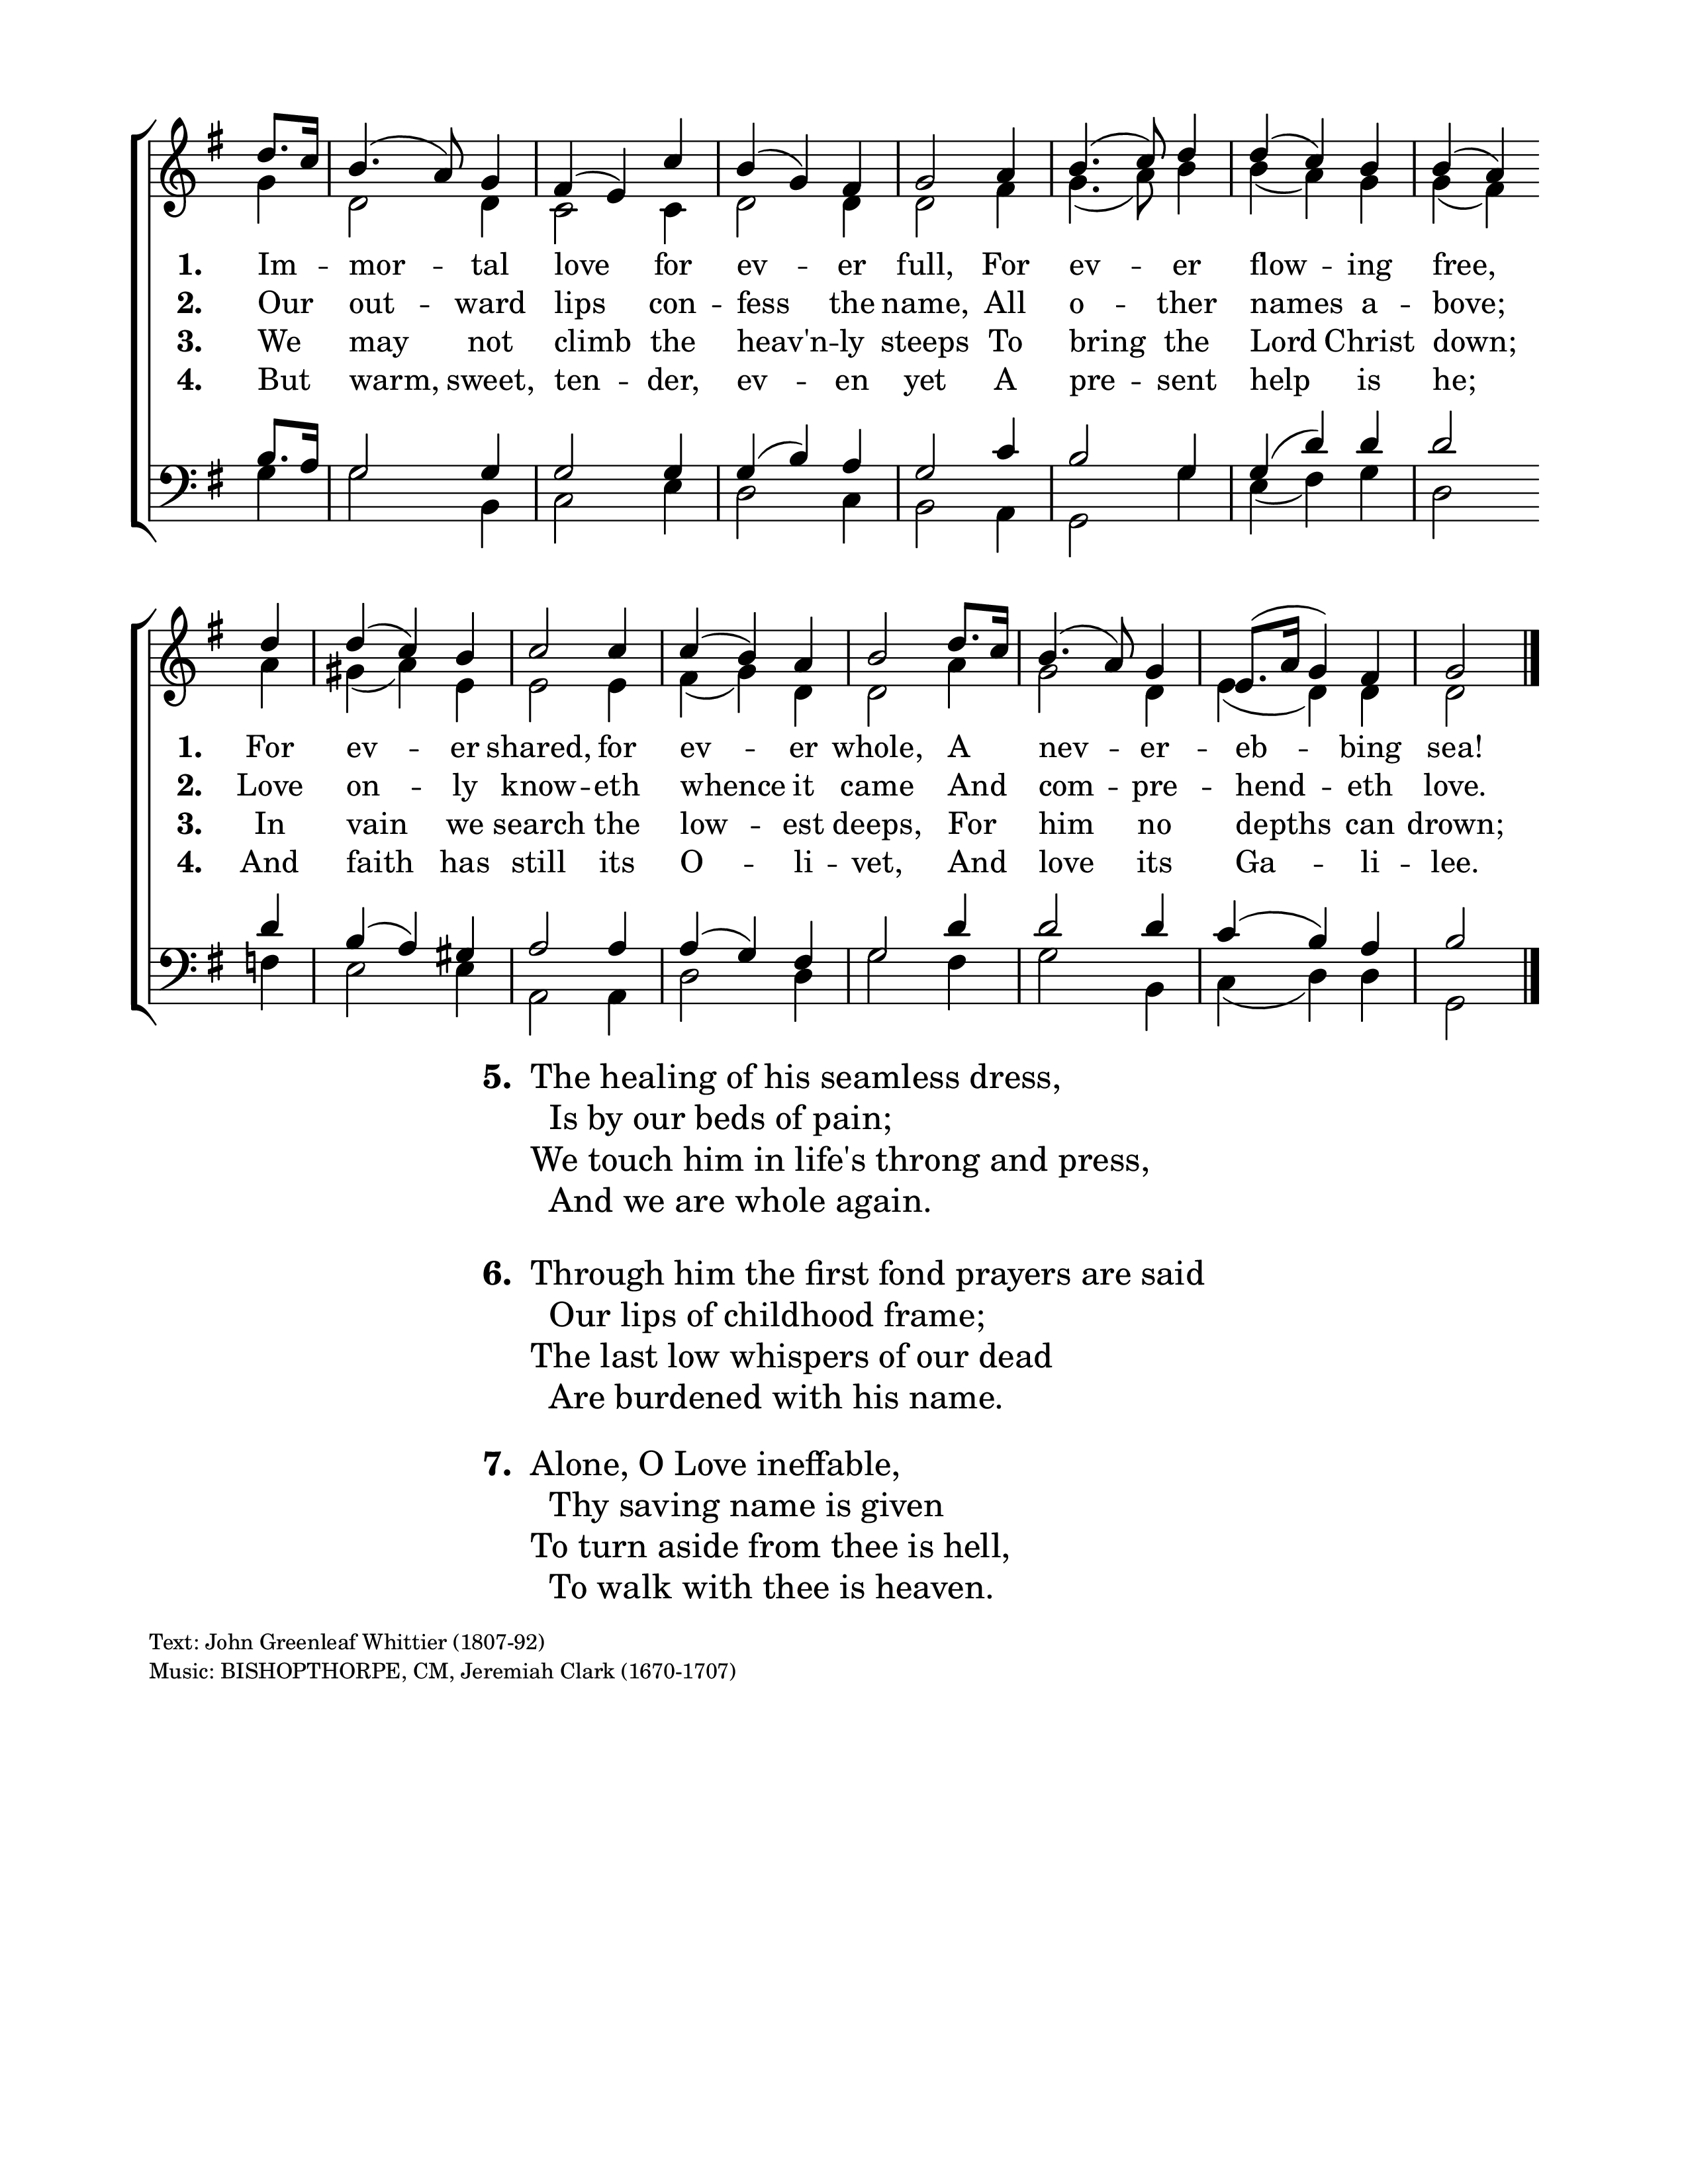 1. Im -- mor -- tal love for ev -- er full, For ev -- er flow -- ing free,
2. Our out -- ward lips con -- fess the name, All o -- ther names a -- bove;
3. We may not climb the heav'n -- ly steeps To bring the Lord Christ down;
4. But warm, sweet, ten -- der, ev -- en yet A pre -- sent help is he;
1. For ev -- er shared, for ev -- er whole, A nev -- er -- eb -- bing sea!
2. Love on -- ly know -- eth whence it came And com -- pre -- hend -- eth love.
3. In vain we search the low -- est deeps, For him no depths can drown;
4. And faith has still its O -- li -- vet, And love its Ga -- li -- lee.
5. The healing of his seamless dress,
Is by our beds of pain;
We touch him in life's throng and press,
And we are whole again.
6. Through him the first fond prayers are said
Our lips of childhood frame;
The last low whispers of our dead
Are burdened with his name.
7. Alone, O Love ineffable,
Thy saving name is given
To turn aside from thee is hell,
To walk with thee is heaven.
Text: John Greenleaf Whittier (1807-92)
Music: BISHOPTHORPE, CM, Jeremiah Clark (1670-1707)